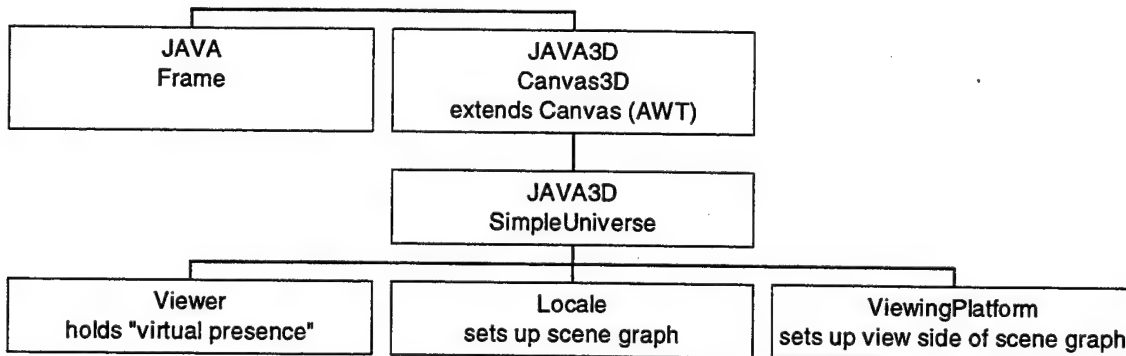 JAVA
Frame
JAVA3D
Canvas3D
extends Canvas (AWT)
JAVA3D
SimpleUniverse
Viewer
holds "virtual presence"
Locale
sets up scene graph
ViewingPlatform
sets up view side of scene graph